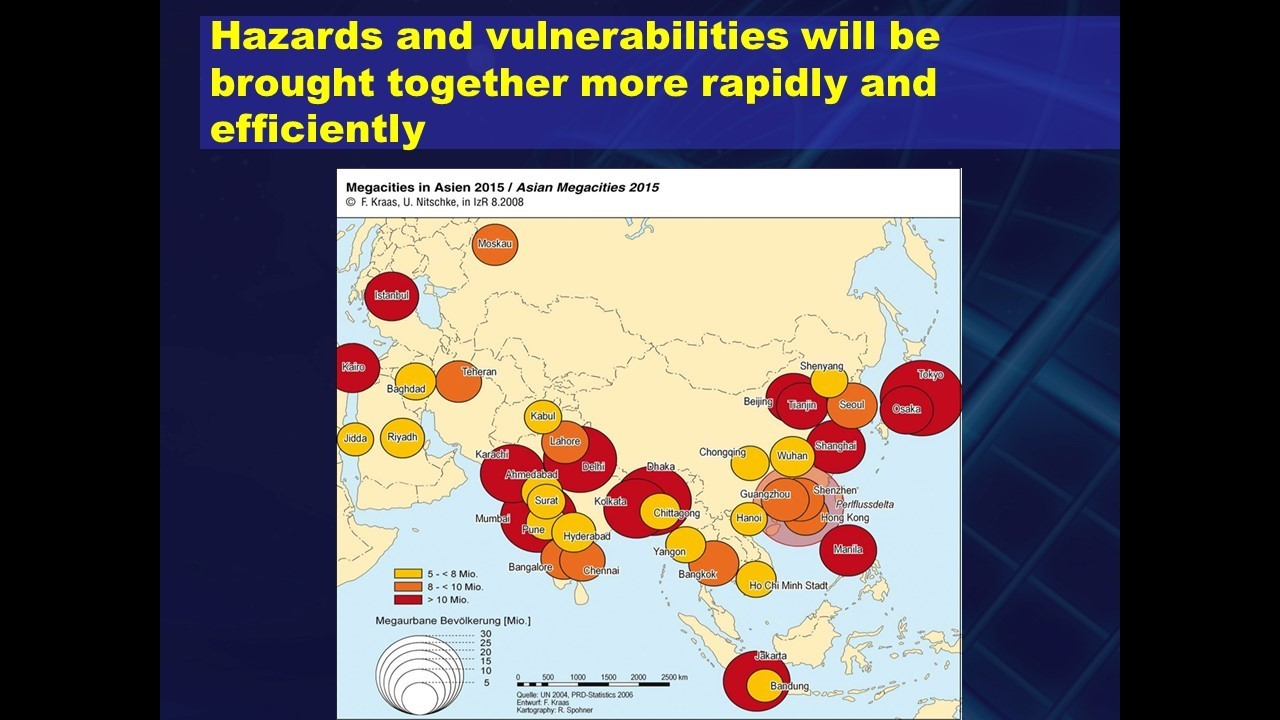 Hazards and vulnerabilities will be
brought together more rapidly and
efficiently
Megacities in Asien 2015 / Asian Megacities 2015
© F. Kraas, U. Nitschke, in IzR 8.2008
Moskau
Istanbul
Kairo
Baghdad
Teheran
Jidda
Riyadh
Kabul
Lahore
Karachi
Delhi
Ahmedabad
Surat
Mumbai
Pune
Hyderabad
Bangalore
Chennai
Dhaka
Kolkata
Chittagong
Yangon
Bangkok
Hanoi
Ho Chi Minh Stadt
Shenyang
Beijing
Tianjin
Seoul
Tokyo
Osaka
Shanghai
Chongqing
Wuhan
Guangzhou
Shenzhen
Perlflussdelta
Hong Kong
Manila
Jakarta
Bandung
5 - < 8 Mio.
8 - < 10 Mio.
> 10 Mio.
Megaurbane Bevölkerung [Mio.]
30
25
20
15
10
5
0 500 1000 1500 2000 2500 km
Quelle: UN 2004, PRD-Statistics 2006
Entwurf: F. Kraas
Kartography: R. Spohner